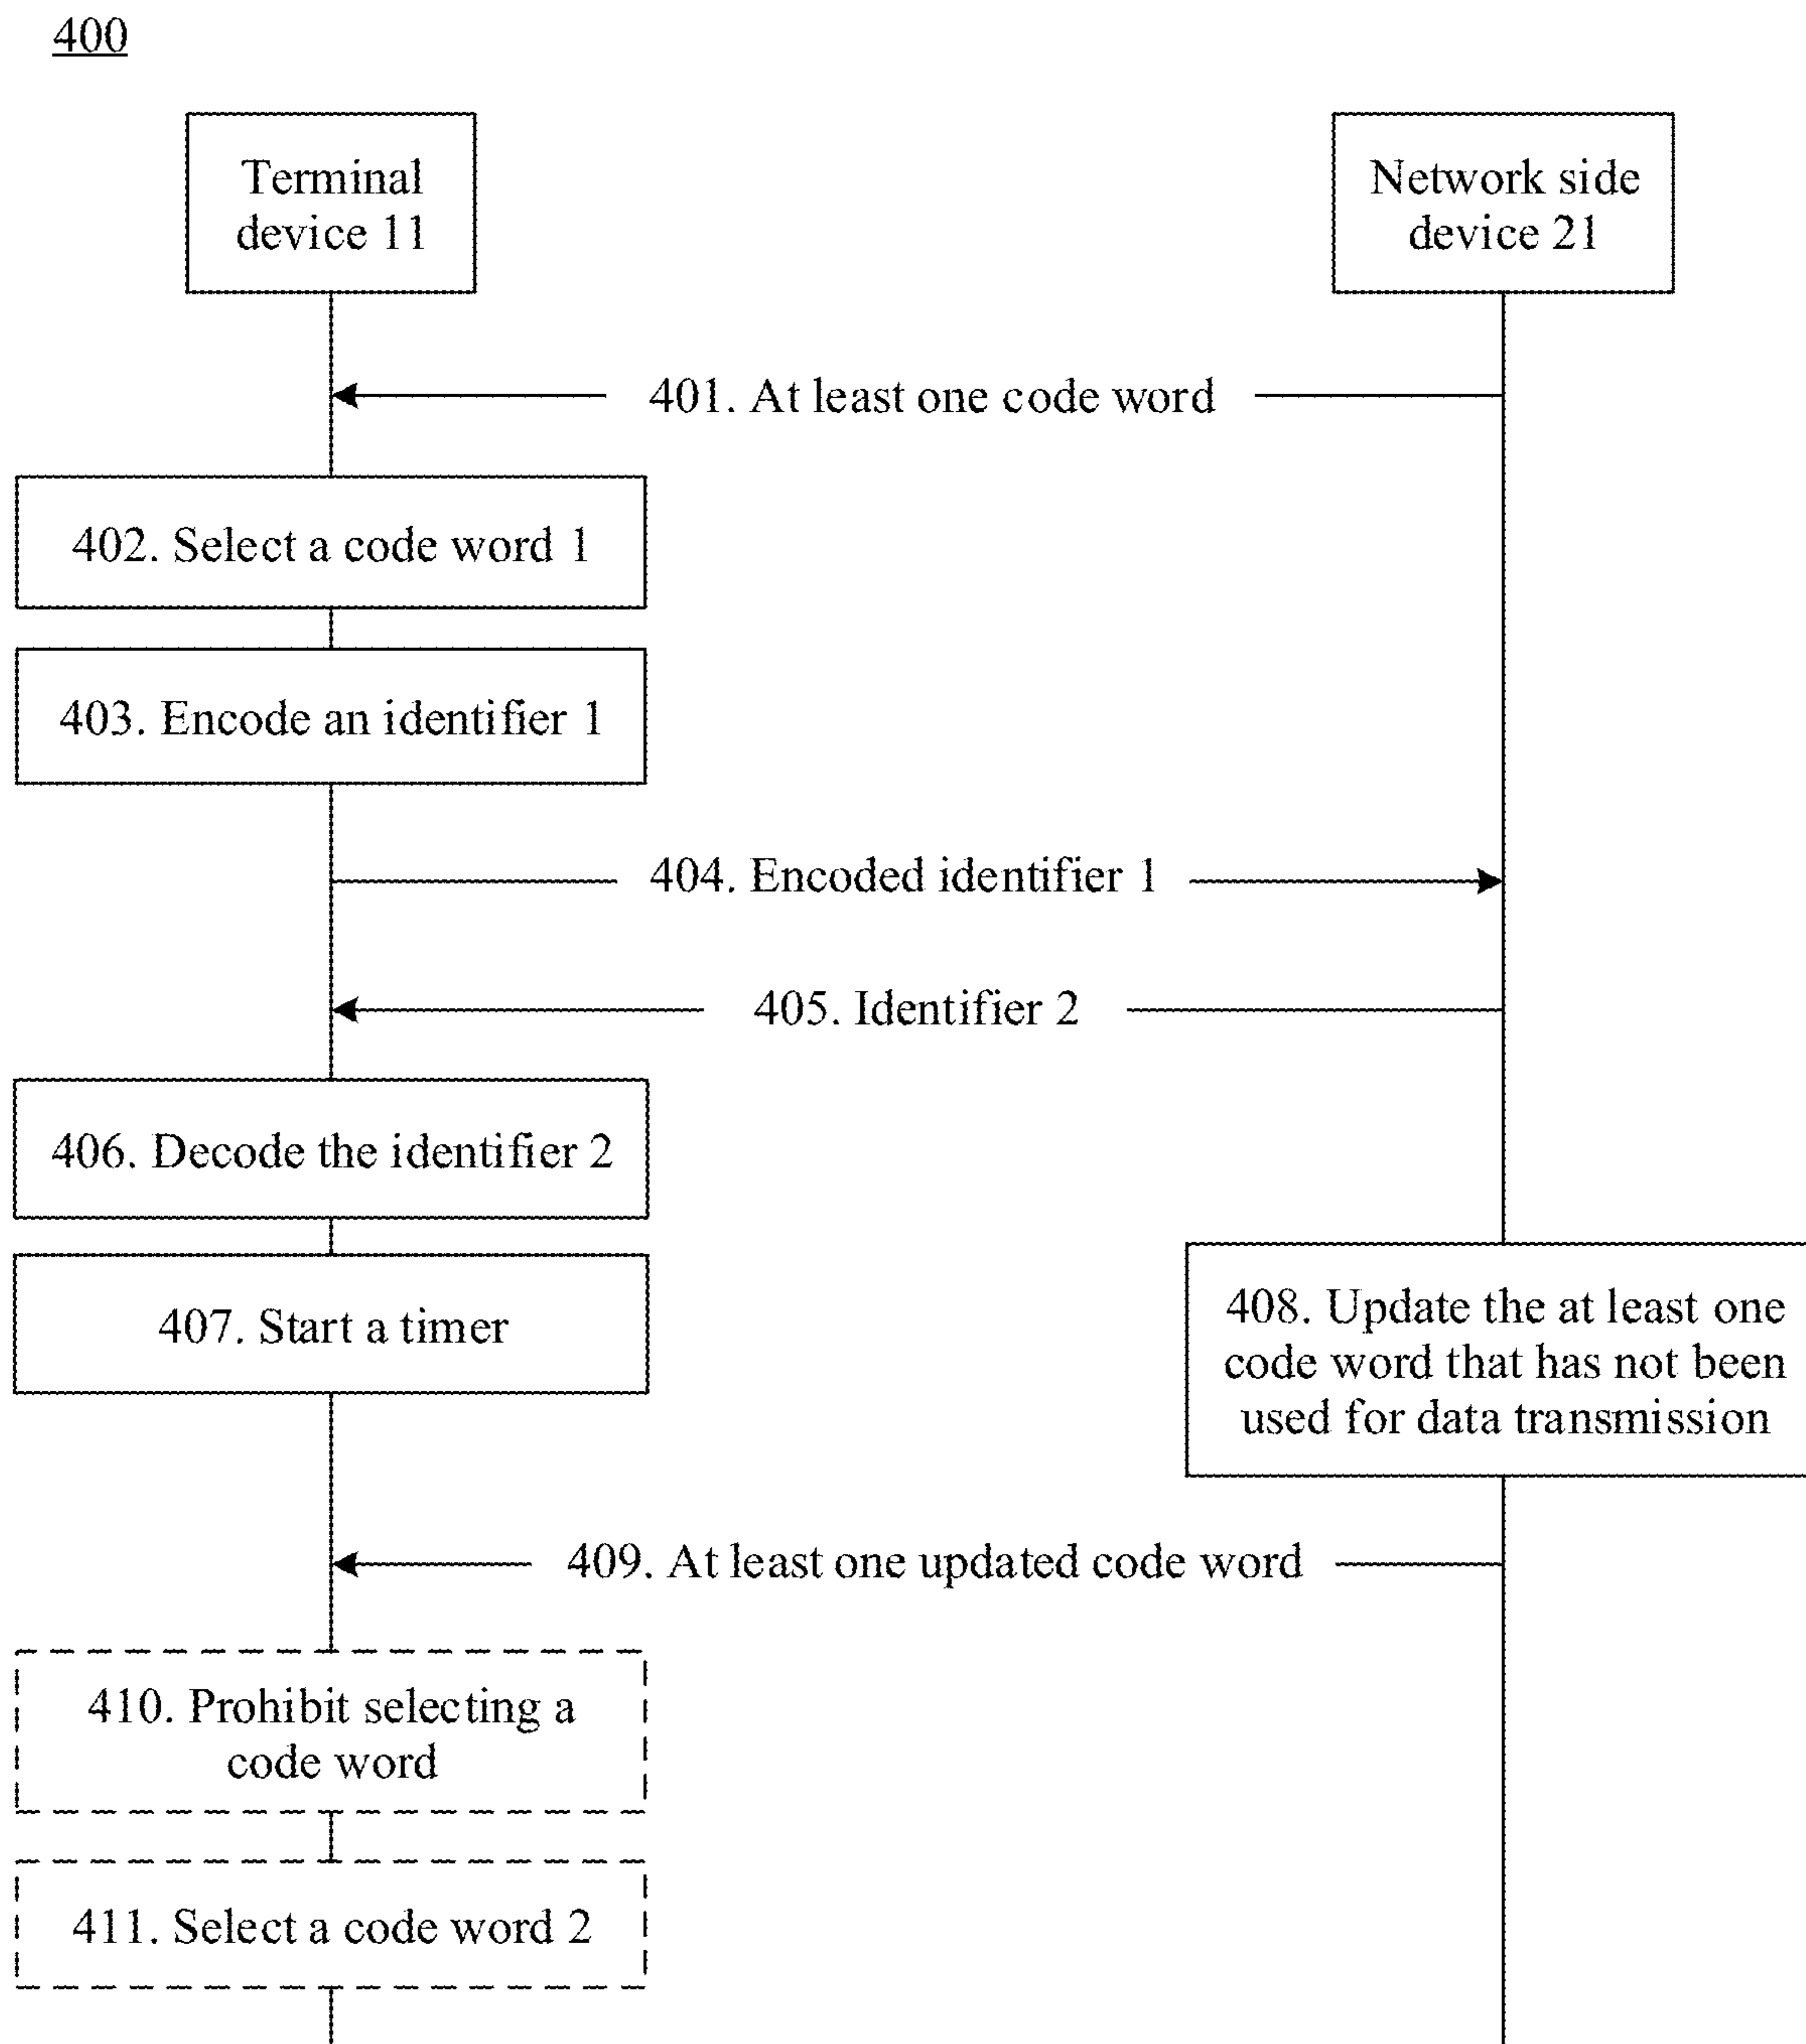 400
Terminal
device 11
Network side
device 21
401. At least one code word
402. Select a code word 1
403. Encode an identifier 1
404. Encoded identifier 1
405. Identifier 2
406. Decode the identifier 2
407. Start a timer
408. Update the at least one
code word that has not been
used for data transmission
409. At least one updated code word
410. Prohibit selecting a
code word
411. Select a code word 2